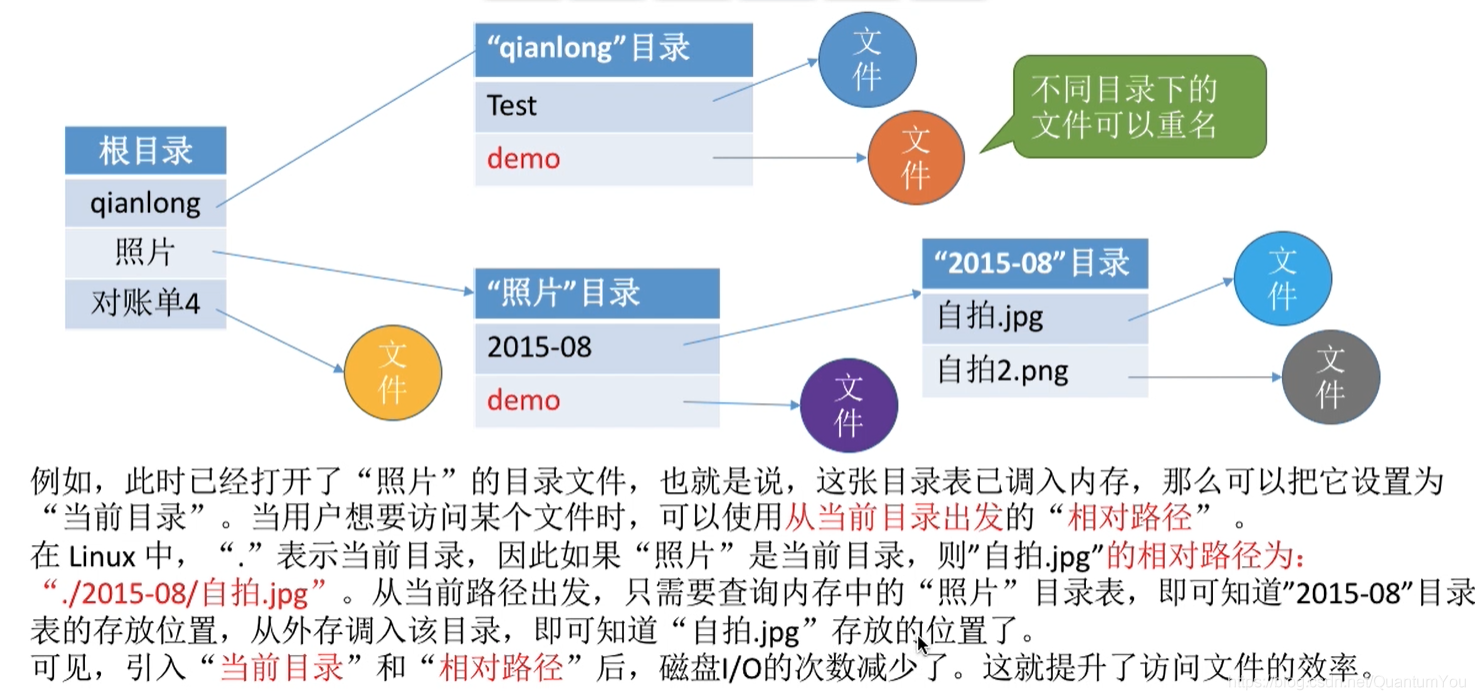 “qianlong”目录
Test
demo
文件
文件
不同目录下的
文件可以重名
根目录
qianlong
照片
对账单4
文件
“照片”目录
2015-08
demo
文件
“2015-08”目录
自拍.jpg
自拍2.png
文件
文件
例如，此时已经打开了“照片”的目录文件，也就是说，这张目录表已调入内存，那么可以把它设置为
“当前目录”。当用户想要访问某个文件时，可以使用从当前目录出发的“相对路径”。
在 Linux 中，“.”表示当前目录，因此如果“照片”是当前目录，则”自拍.jpg”的相对路径为：
“./2015-08/自拍.jpg”。从当前路径出发，只需要查询内存中的“照片”目录表，即可知道”2015-08”目录
表的存放位置，从外存调入该目录，即可知道“自拍.jpg”存放的位置了。
可见，引入“当前目录”和“相对路径”后，磁盘I/O的次数减少了。这就提升了访问文件的效率。
https://blog.csdn.net/QuantumYou